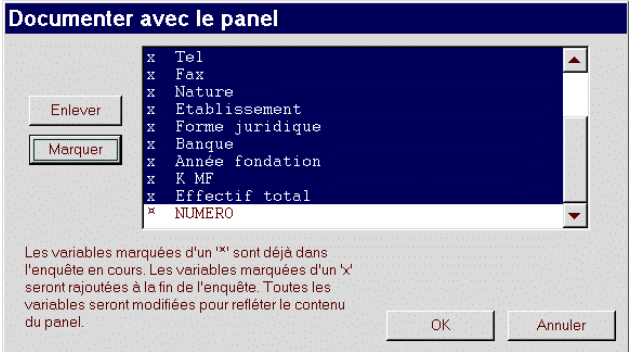 Documenter avec le panel
x Tel
x Fax
x Nature
x Etablissement
x Forme juridique
x Banque
x Année fondation
x K MF
x Effectif total
¤ NUMERO
Enlever
Marquer
Les variables marquées d'un '¤' sont déjà dans
l'enquête en cours. Les variables marquées d'un 'x'
seront rajoutées à la fin de l'enquête. Toutes les
variables seront modifiées pour refléter le contenu
du panel.
OK
Annuler